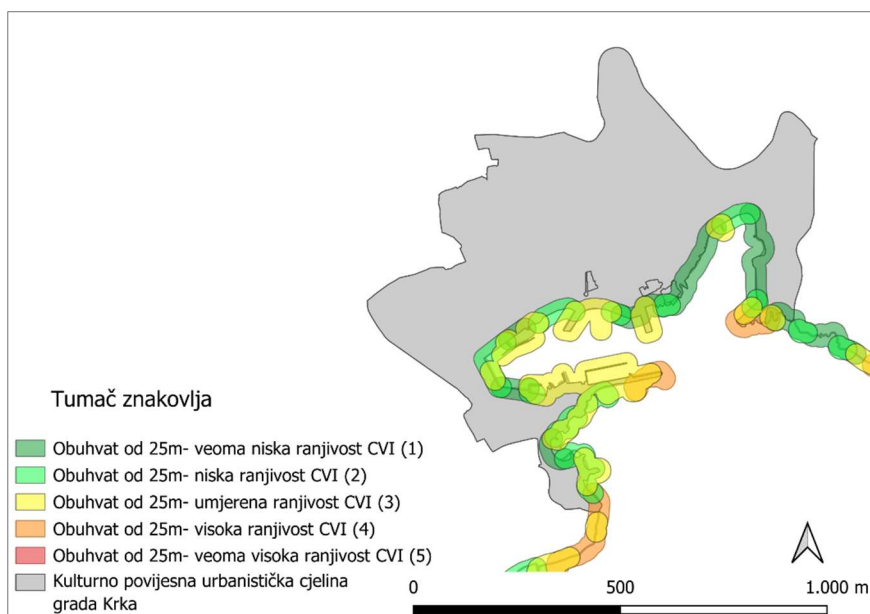 Tumač znakovlja
Obuhvat od 25m- veoma niska ranjivost CVI (1)
Obuhvat od 25m- niska ranjivost CVI (2)
Obuhvat od 25m- umjerena ranjivost CVI (3)
Obuhvat od 25m- visoka ranjivost CVI (4)
Obuhvat od 25m- veoma visoka ranjivost CVI (5)
Kulturno povijesna urbanistička cjelina
grada Krka
0 500 1.000 m